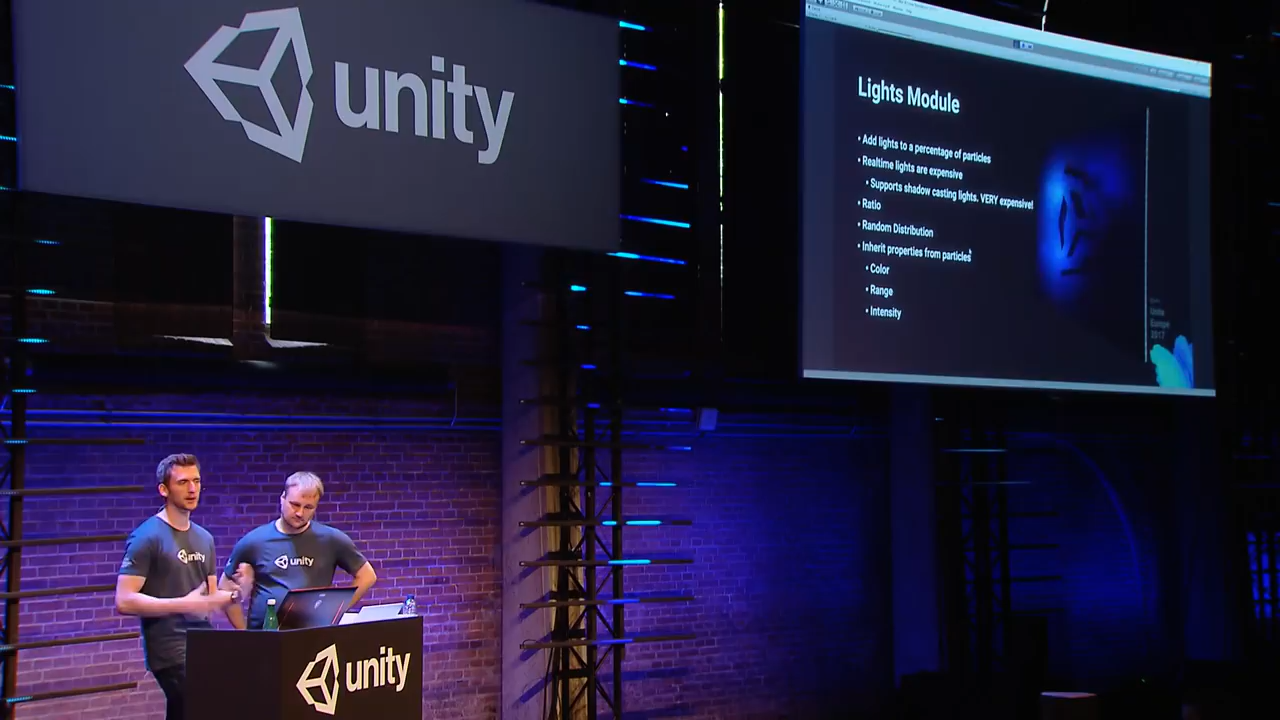 unity
Lights Module
• Add lights to a percentage of particles
• Realtime lights are expensive
• Supports shadow casting lights. VERY expensive!
• Ratio
• Random Distribution
• Inherit properties from particles
• Color
• Range
• Intensity
Unite
Europe
2017
unity
unity
unity